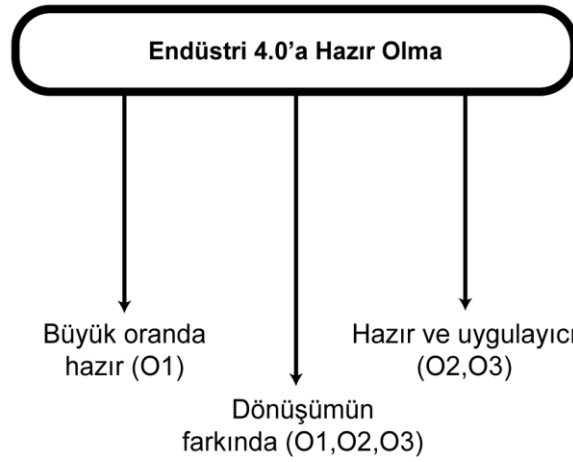 Endüstri 4.0’a Hazır Olma
Büyük oranda
hazır (O1)
Hazır ve uygulayıcı
(O2,O3)
Dönüşümün
farkında (O1,O2,O3)